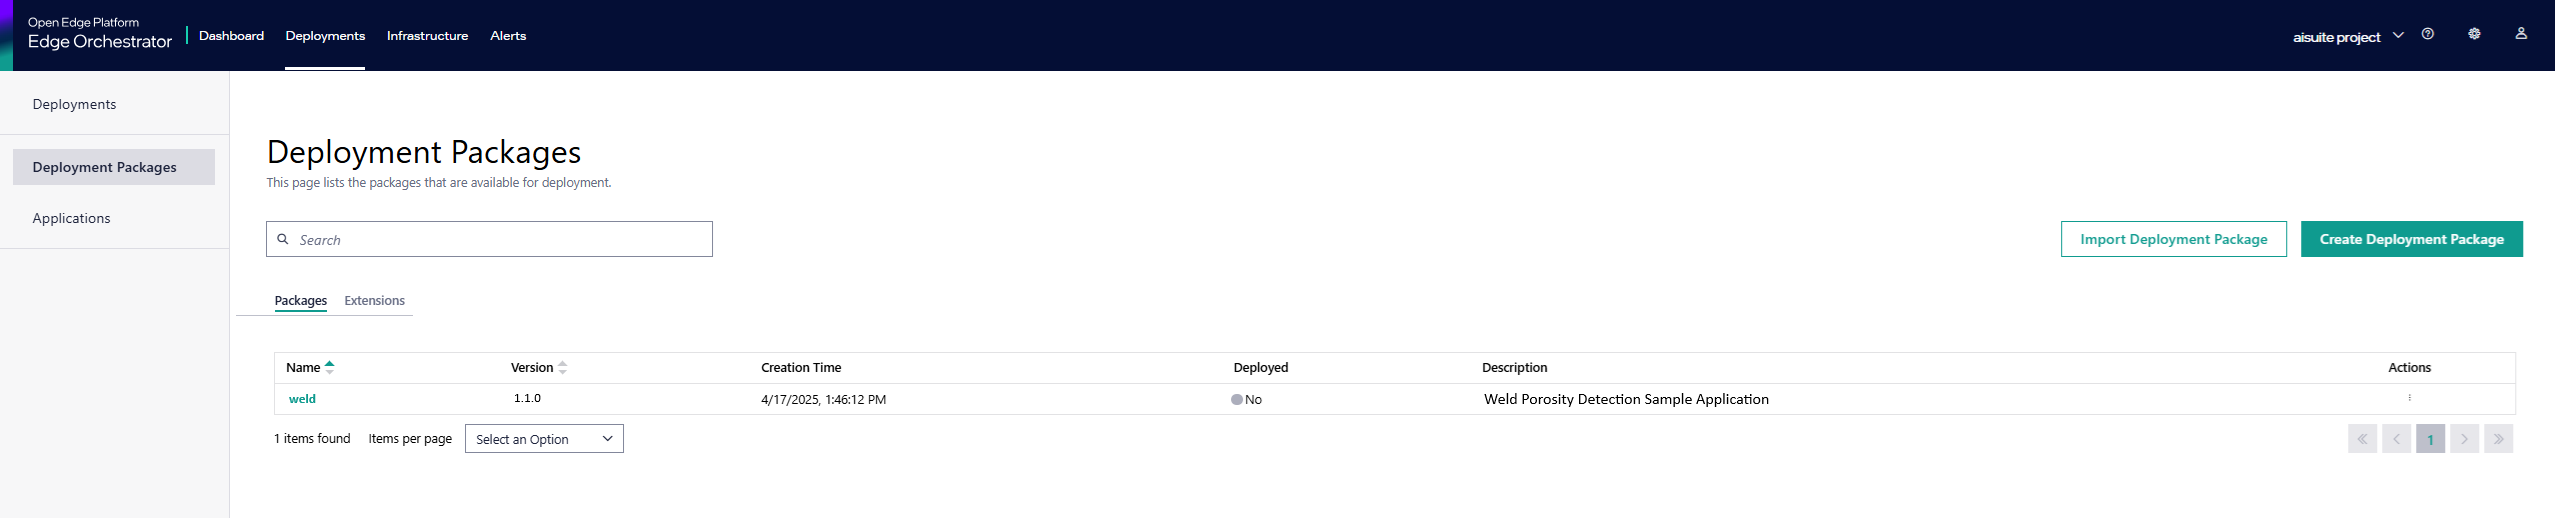 Open Edge Platform
Edge Orchestrator
Dashboard Deployments Infrastructure Alerts
aisuite project
Deployments
Deployment Packages
Applications
Deployment Packages
This page lists the packages that are available for deployment.
Search
Import Deployment Package Create Deployment Package
Packages Extensions
Name Version Creation Time Deployed Description Actions
weld 1.1.0 4/17/2025, 1:46:12 PM No Weld Porosity Detection Sample Application
1 items found Items per page Select an Option 1